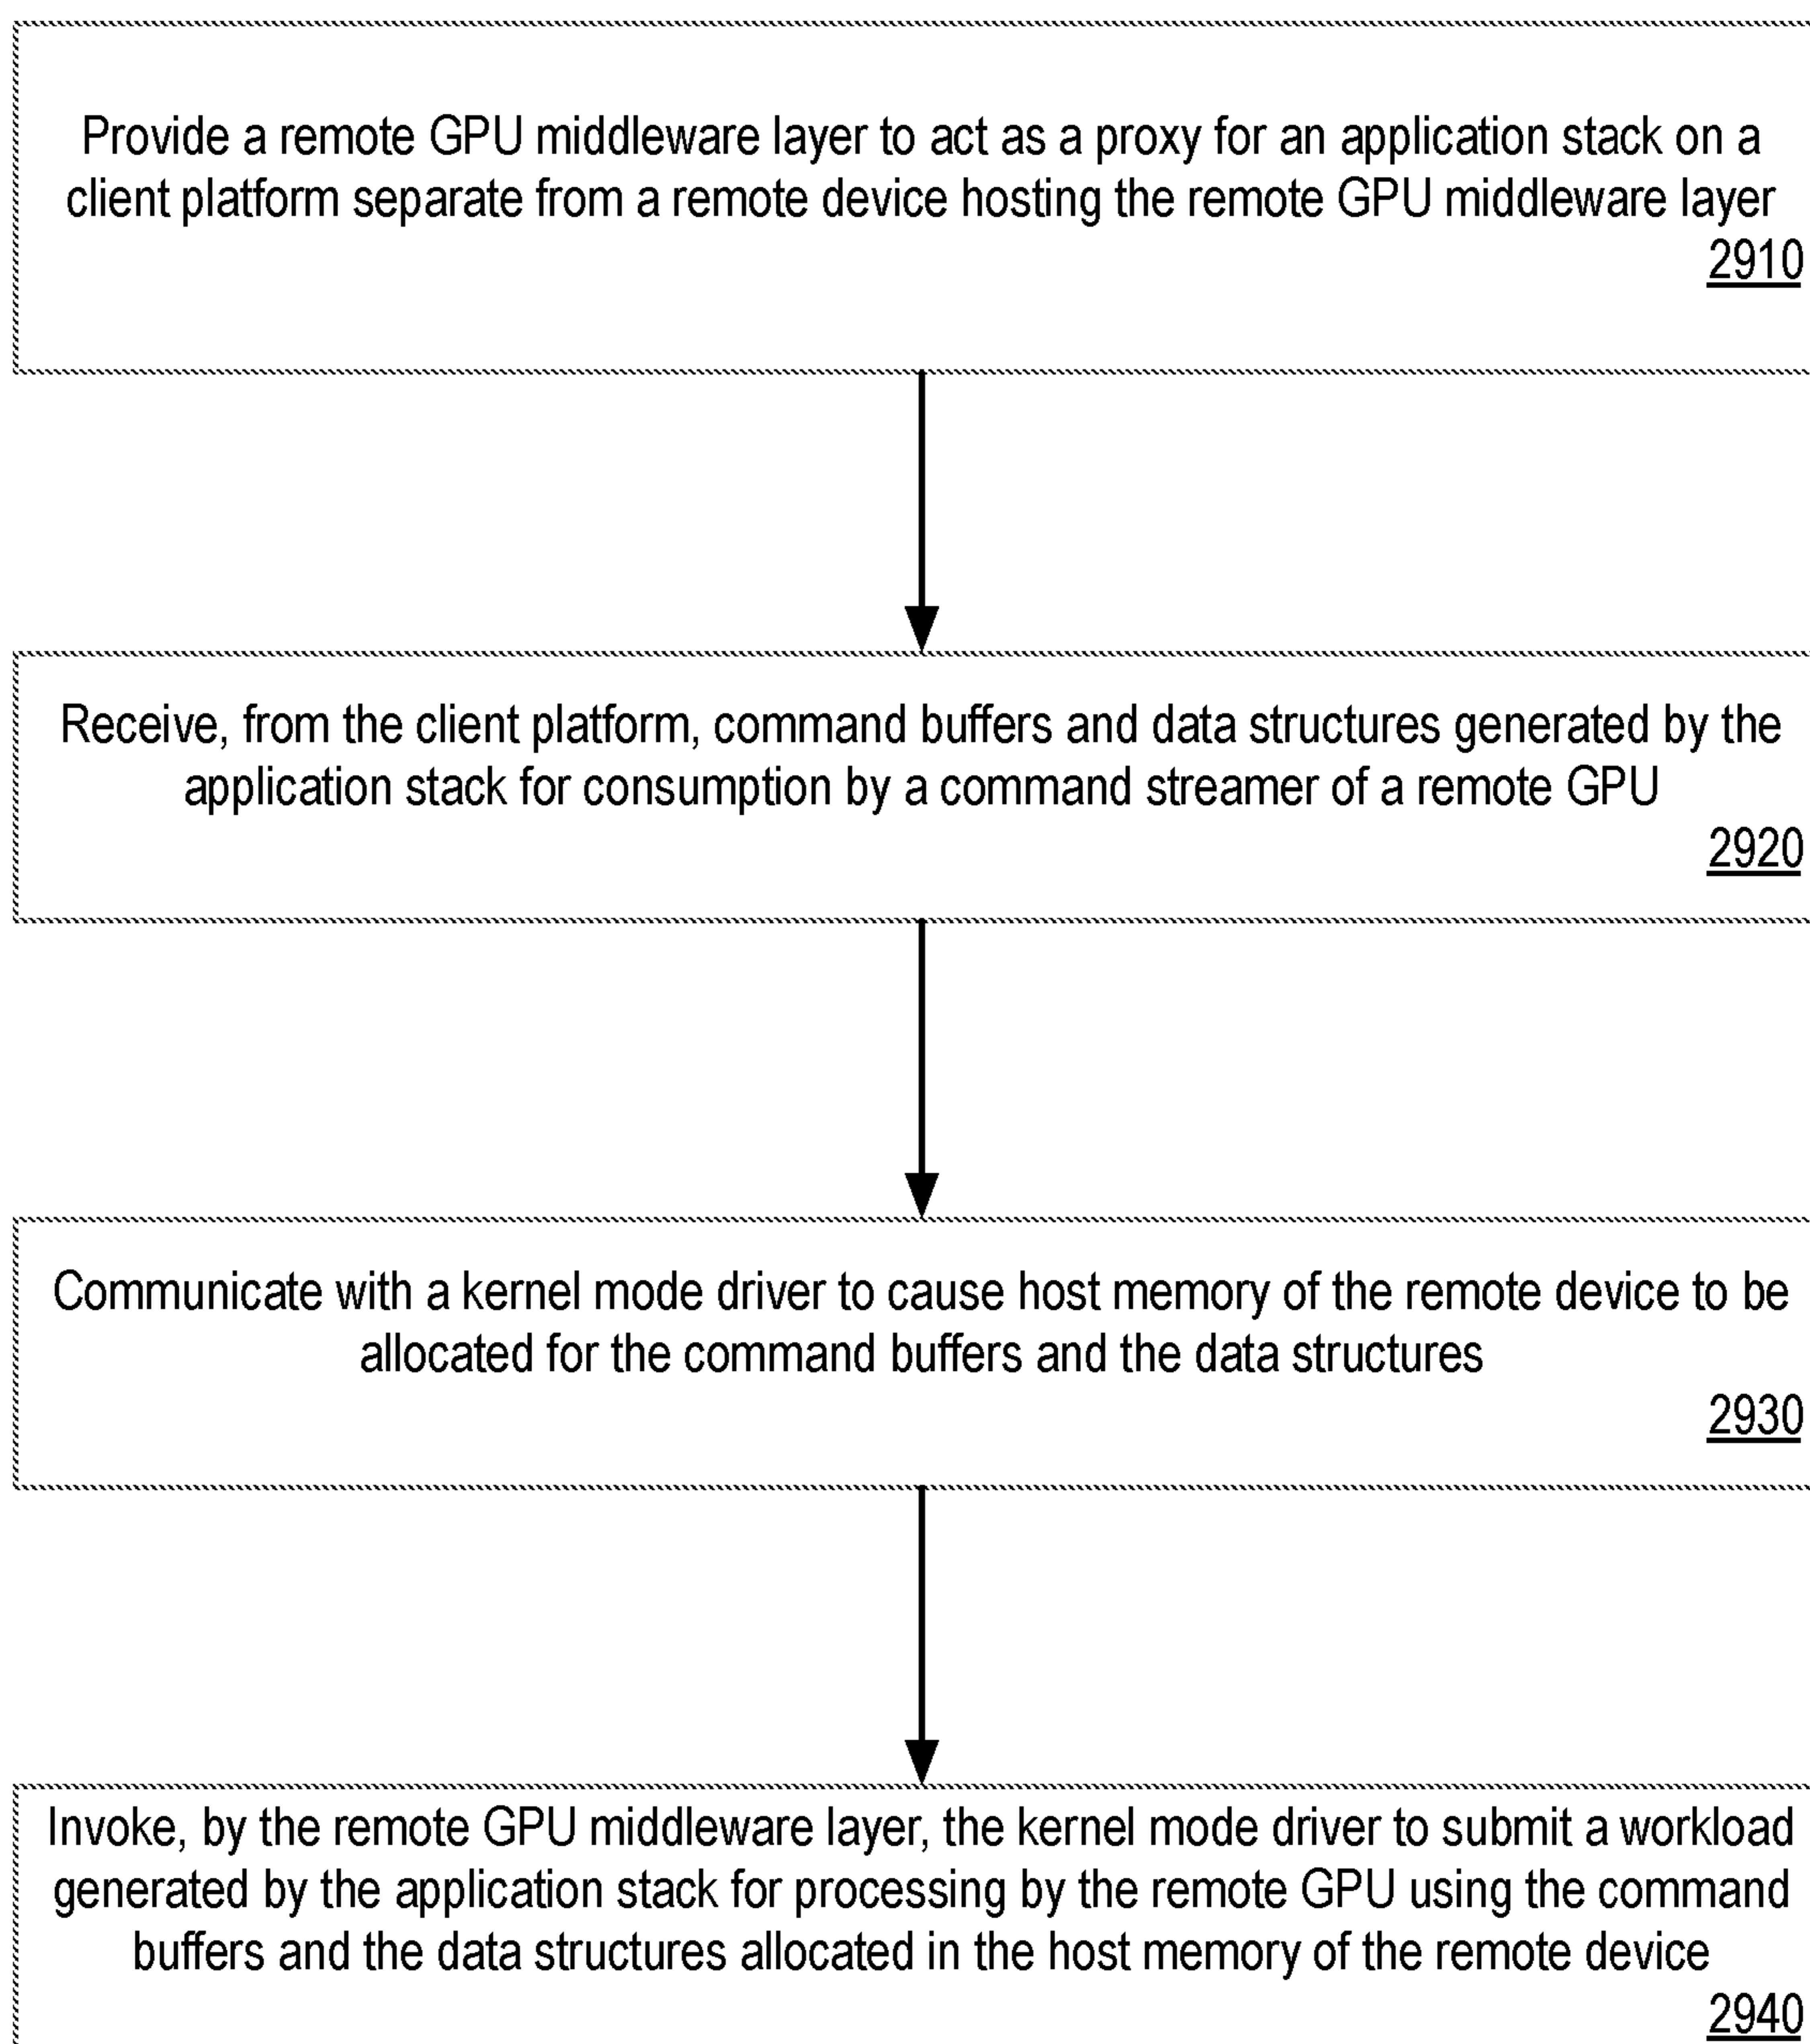 Provide a remote GPU middleware layer to act as a proxy for an application stack on a
client platform separate from a remote device hosting the remote GPU middleware layer
2910
Receive, from the client platform, command buffers and data structures generated by the
application stack for consumption by a command streamer of a remote GPU
2920
Communicate with a kernel mode driver to cause host memory of the remote device to be
allocated for the command buffers and the data structures
2930
Invoke, by the remote GPU middleware layer, the kernel mode driver to submit a workload
generated by the application stack for processing by the remote GPU using the command
buffers and the data structures allocated in the host memory of the remote device
2940